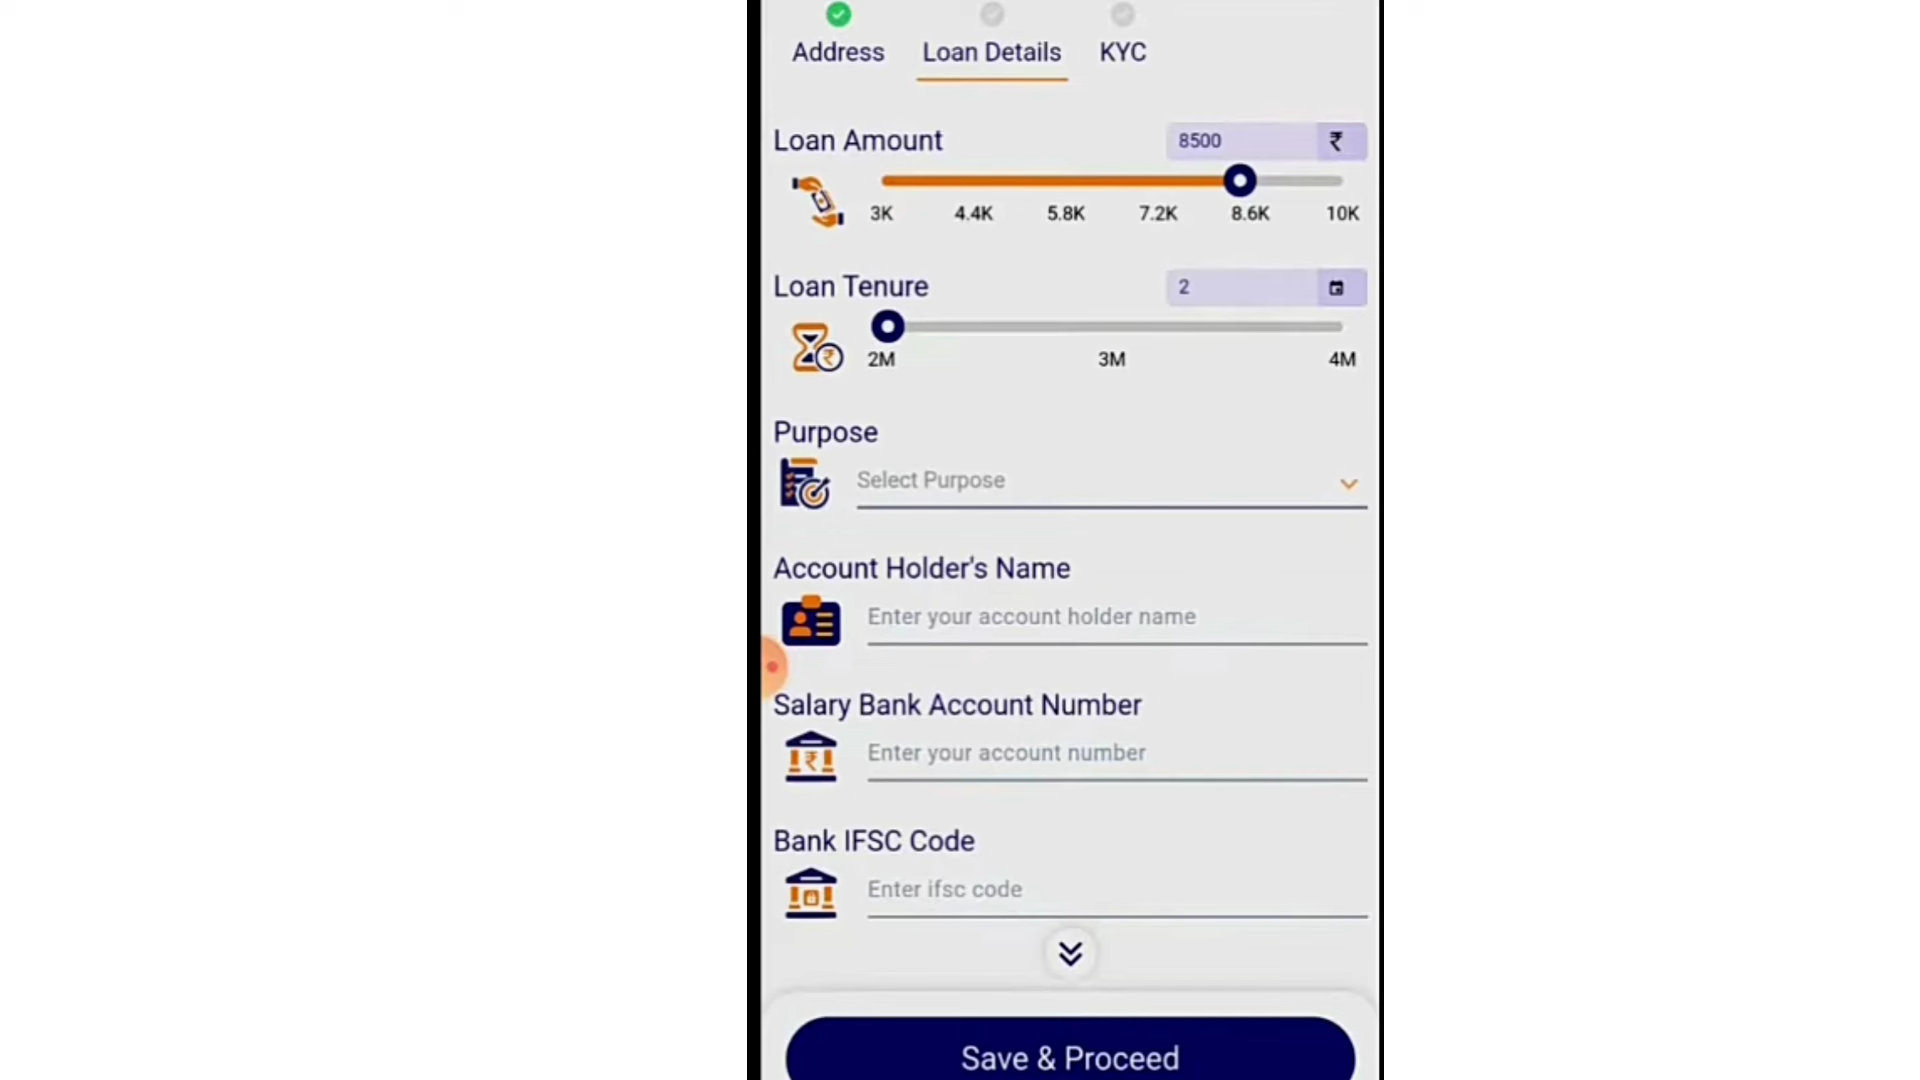 Address Loan Details KYC
Loan Amount 8500 ₹
3K 4.4K 5.8K 7.2K 8.6K 10K
Loan Tenure 2
2M 3M 4M
Purpose
Select Purpose
Account Holder's Name
Enter your account holder name
Salary Bank Account Number
Enter your account number
Bank IFSC Code
Enter ifsc code
Save & Proceed